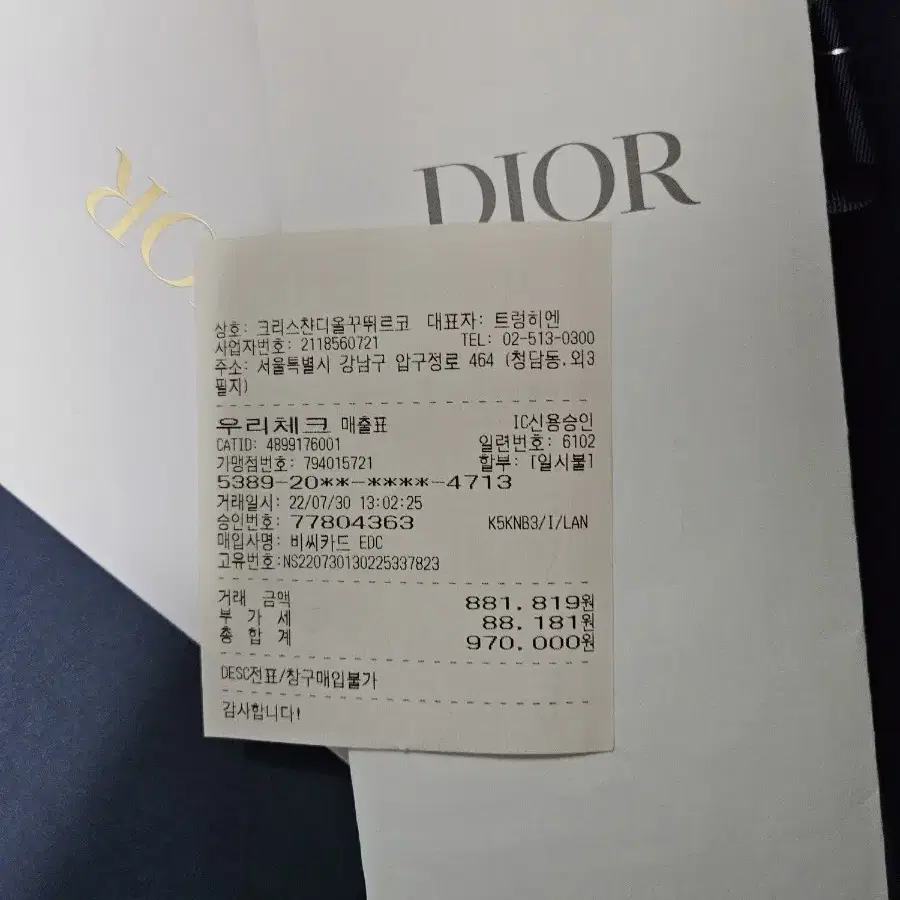 DIOR
상호: 크리스챤디올꾸뛰르코 대표자: 트렁히엔
사업자번호: 2118560721 TEL: 02-513-0300
주소: 서울특별시 강남구 압구정로 464 (청담동.외3
필지)
우리체크 매출표 IC신용승인
CATID: 4899176001 일련번호: 6102
가맹점번호: 794015721 할부: [일시불]
5389-20**-****-4713
거래일시: 22/07/30 13:02:25
승인번호: 77804363 K5KNB3/I/LAN
매입사명: 비씨카드 EDC
고유번호:NS220730130225337823
거래 금액 881.819원
부 가 세 88.181원
총 합 계 970.000원
DESC전표/창구매입불가
감사합니다!